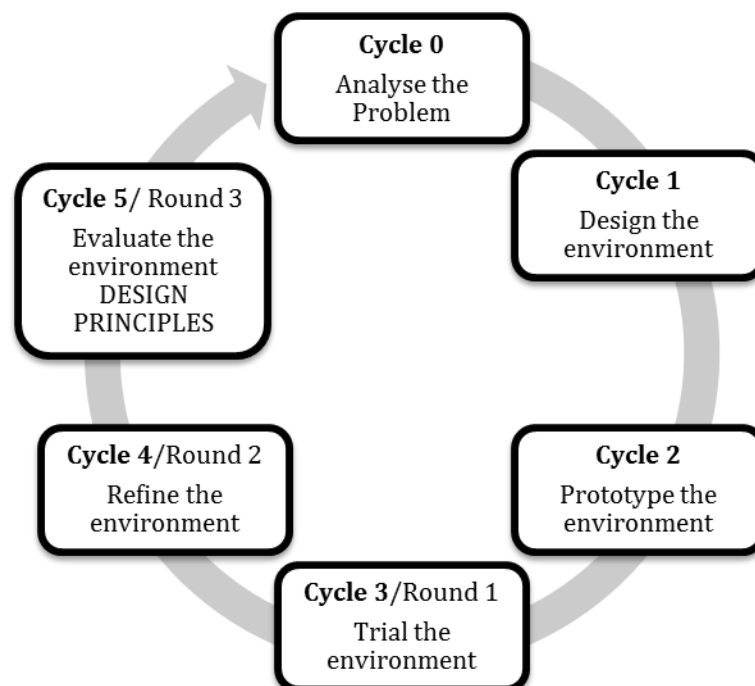 Cycle 0
Analyse the
Problem
Cycle 1
Design the
environment
Cycle 2
Prototype the
environment
Cycle 3/Round 1
Trial the
environment
Cycle 4/Round 2
Refine the
environment
Cycle 5/ Round 3
Evaluate the
environment
DESIGN
PRINCIPLES